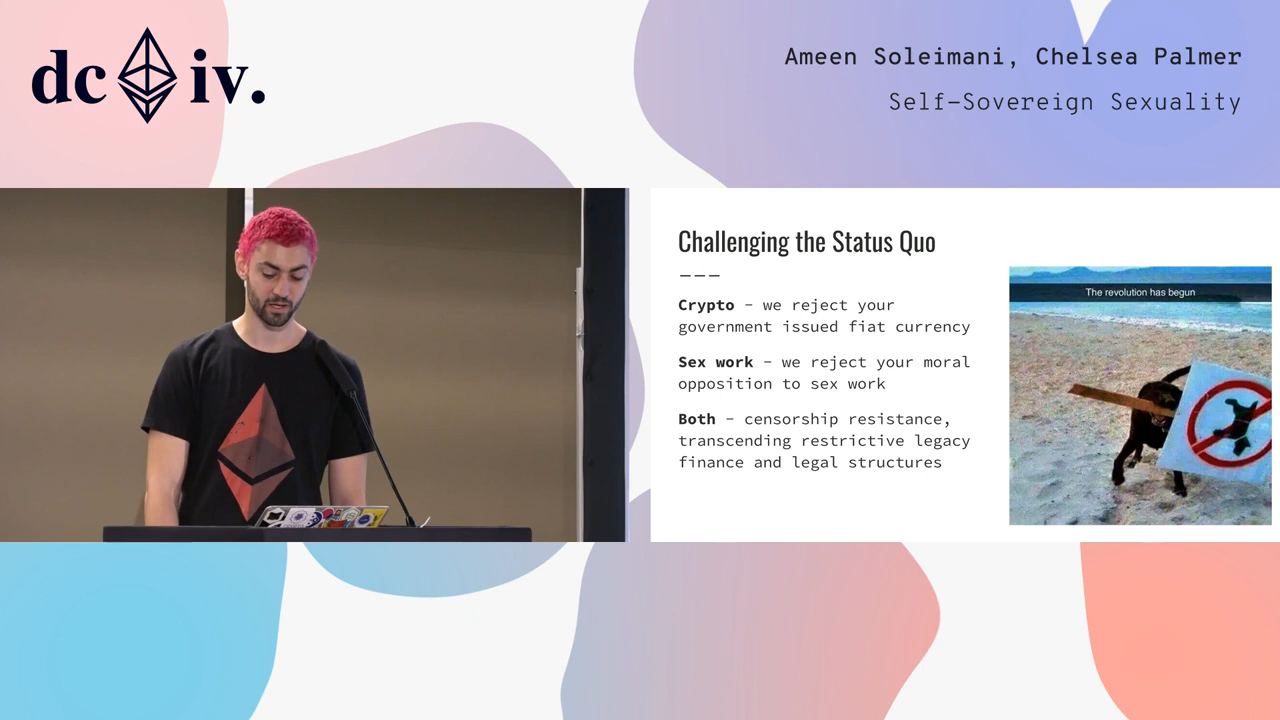 dc iv.
Ameen Soleimani, Chelsea Palmer
Self-Sovereign Sexuality
Challenging the Status Quo
Crypto - we reject your
government issued fiat currency
Sex work - we reject your moral
opposition to sex work
Both - censorship resistance,
transcending restrictive legacy
finance and legal structures
The revolution has begun